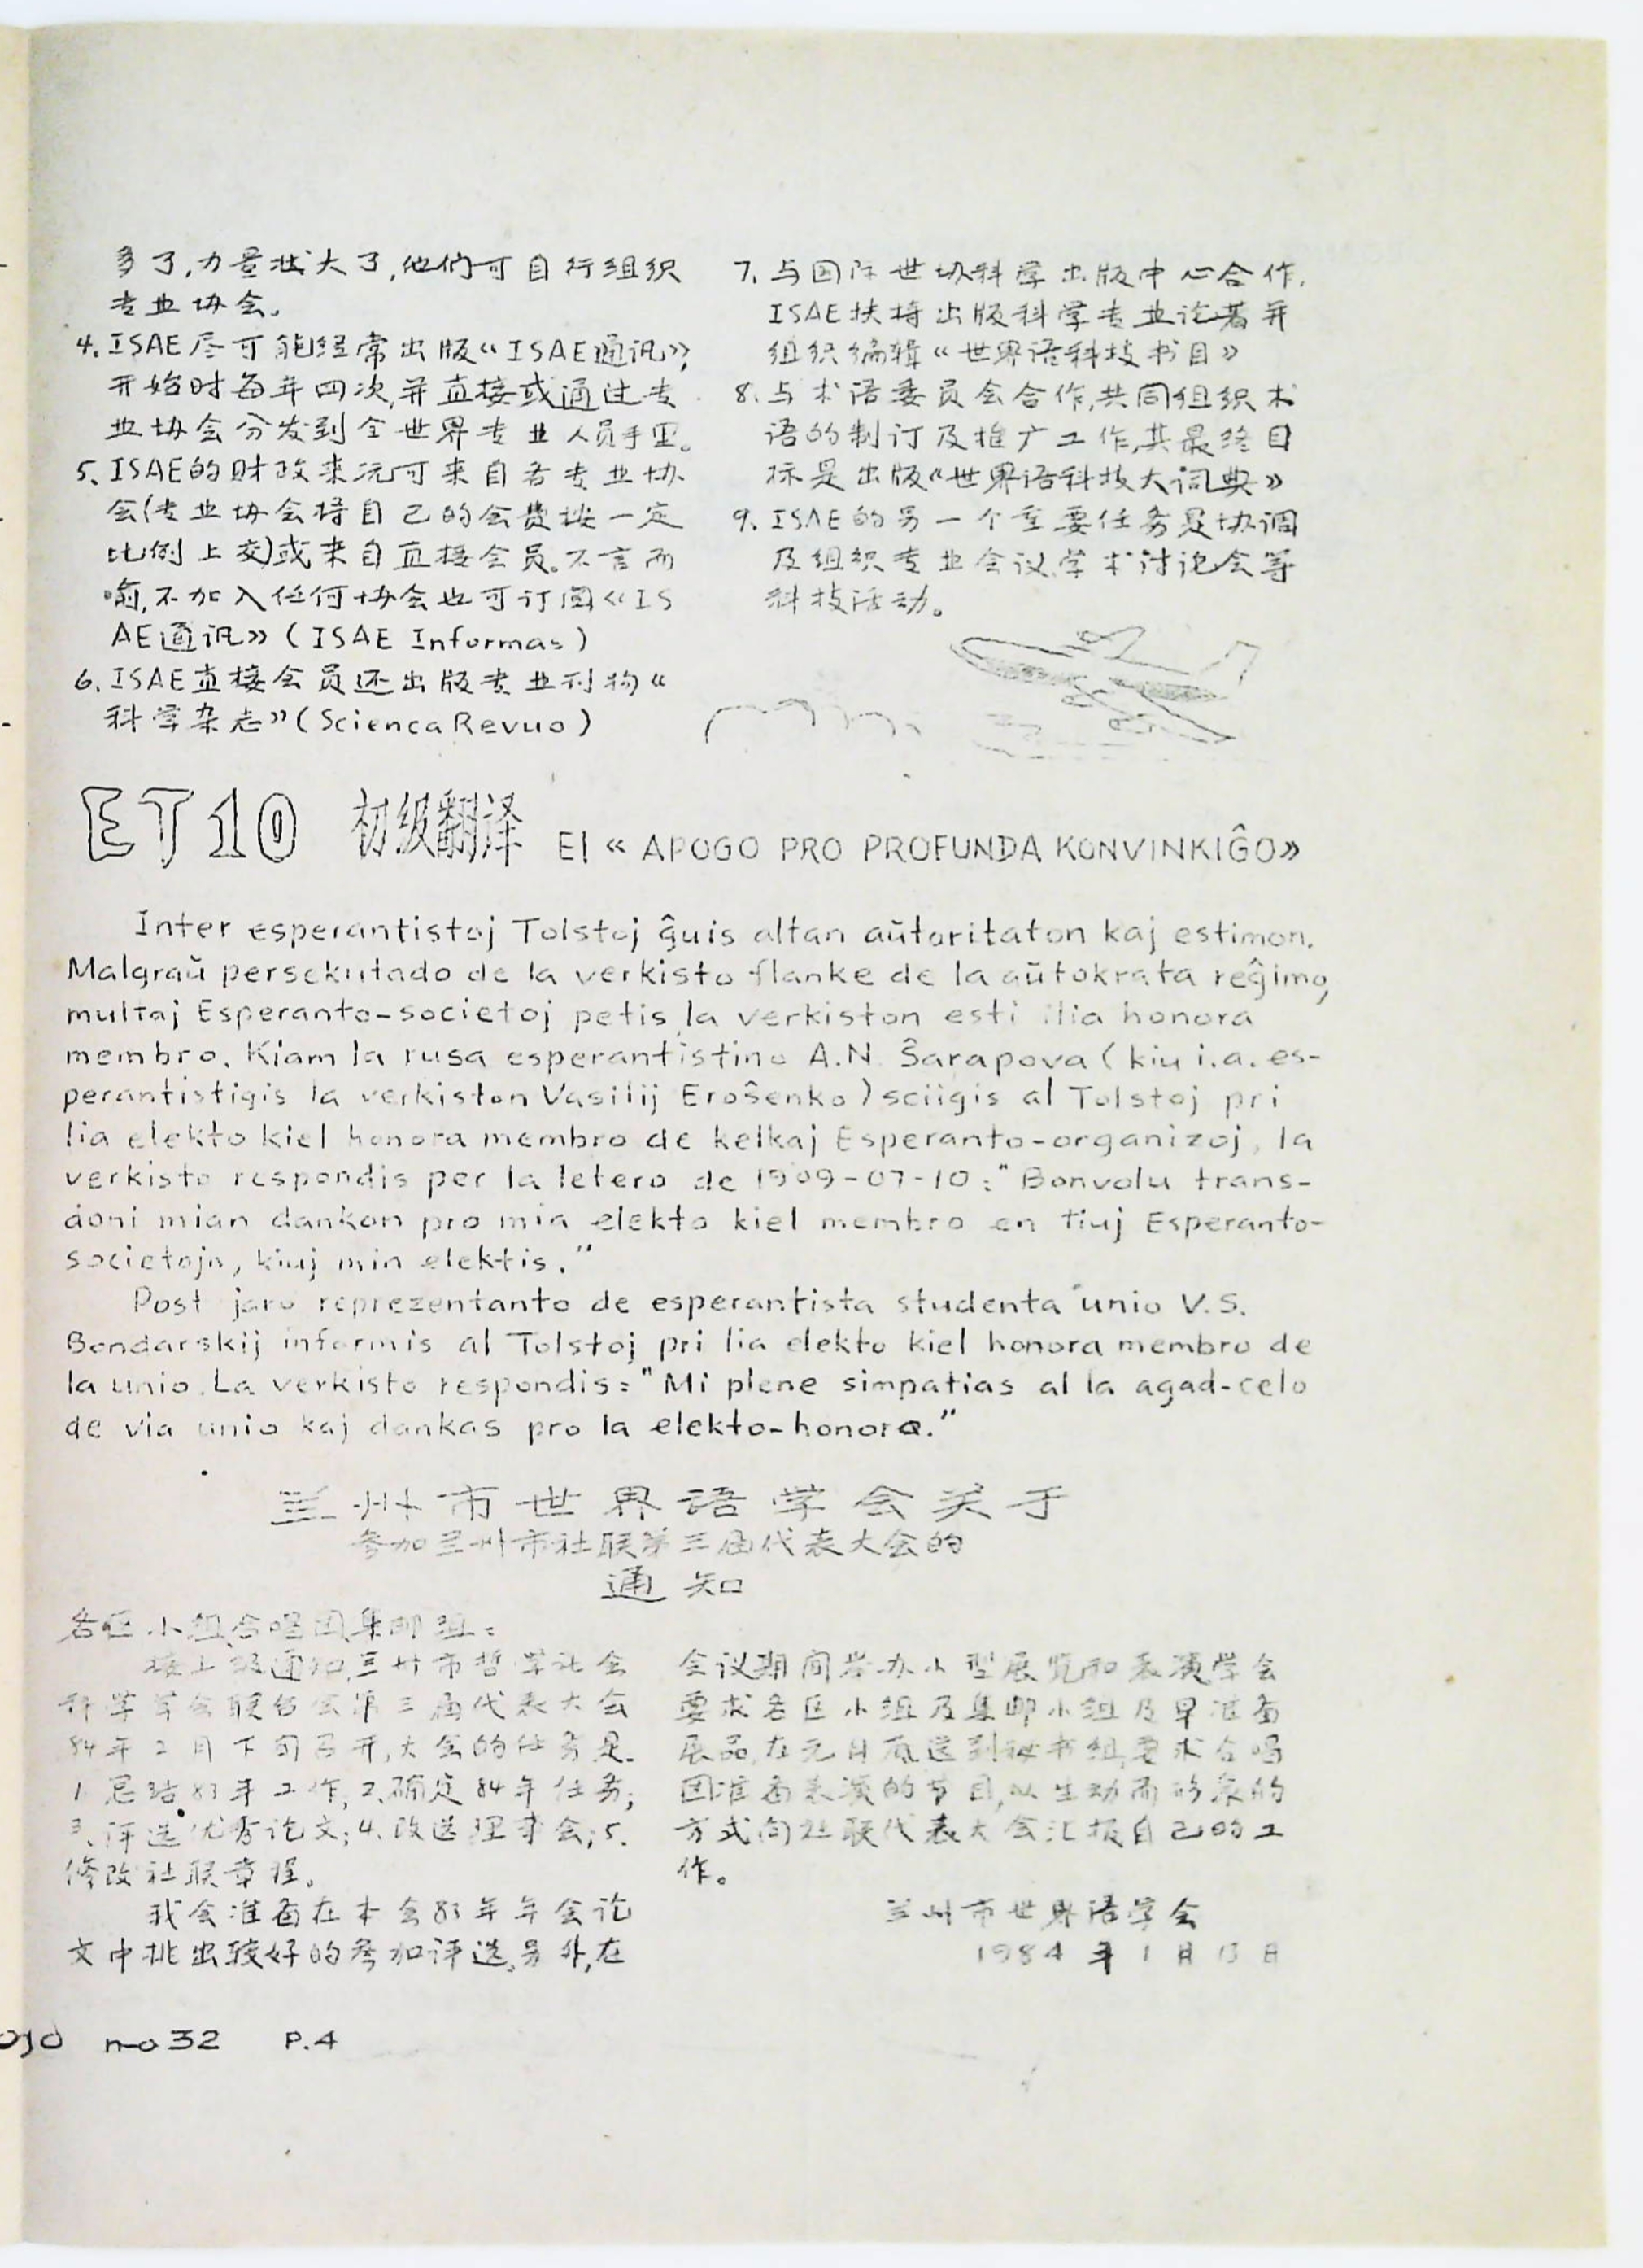 多了,力量壮大了,他们可自行组织
专业协会。
4.ISAE尽可能经常出版《ISAE通讯》,
开始时每年四次,并直接或通过专
业协会分发到全世界专业人员手里。
5、ISAE的财政来沅可来自各专业协
会(专业协会将自己的会费按一定
比例上交)或来自直接会员。不言而
喻,不加入任何协会也可订阅《IS
AE通讯》(ISAE Informas)
6、ISAE直接会员还出版专业刊物《
科学杂志》(Scienca Revuo)
7、与国际世协科学出版中心合作,
ISAE扶持出版科学专业论著并
组织编辑《世界语科技书目》
8、与术语委员会合作,共同组织术
语的制订及推广工作,其最终目
标是出版《世界语科技大词典》
9、ISAE的另一个重要任务是协调
及组织专业会议,学术讨论会等
科技活动。
ET10 初级翻译 El «APOGO PRO PROFUNDA KONVINKIĜO»
Inter esperantistoj Tolstoj ĝuis altan aŭtoritaton kaj estimon.
Malgraŭ persekutado de la verkisto flanke de la aŭtokrata reĝimo,
multaj Esperanto-societoj petis la verkiston esti ilia honora
membro. Kiam la rusa esperantistino A.N. Ŝarapova (kiu i.a. es-
perantistigis la verkiston Vasilij Eroŝenko) sciigis al Tolstoj pri
lia elekto kiel honora membro de kelkaj Esperanto-organizoj, la
verkisto respondis per la letero de 1909-07-10: "Bonvolu trans-
doni mian dankon pro mia elekto kiel membro en tiuj Esperanto-
societojn, kiuj min elektis."
Post jaro reprezentanto de esperantista studenta unio V.S.
Bondarskij informis al Tolstoj pri lia elekto kiel honora membro de
la unio. La verkisto respondis: "Mi plene simpatias al la agad-celo
de via unio kaj dankas pro la elekto-honoro."
兰州市世界语学会关于
参加兰州市社联第三届代表大会的
通知
各区小组,合唱团,集邮组:
接上级通知,兰州市哲学社会
科学学会联合会第三届代表大会
84年2月下旬召开,大会的任务是:
1、总结83年工作,2、确定84年任务;
3、评选优秀论文;4、改选理事会;5、
修改社联章程。
我会准备在本会83年年会论
文中挑出较好的参加评选。另外,在
会议期间举办小型展览和表演学会
要求各区小组及集邮小组及早准备
展品,在元月底送到秘书组,要求合唱
团准备表演的节目,以生动而形象的
方式向社联代表大会汇报自己的工
作。
兰州市世界语学会
1984年1月13日
ojo no32 P.4